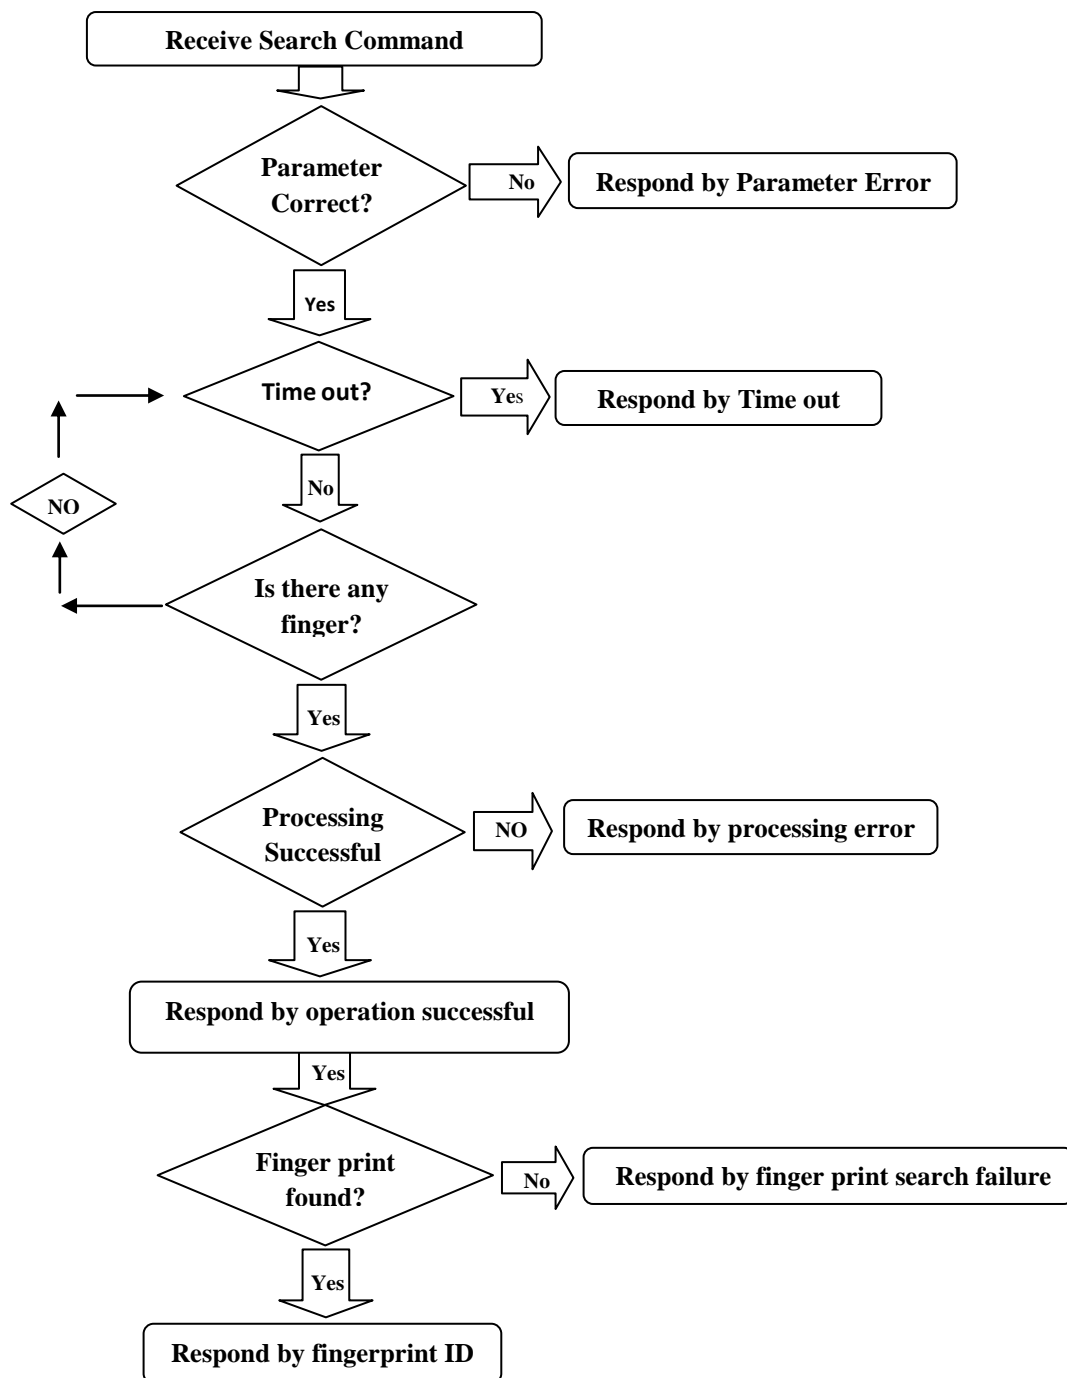 Receive Search Command
Parameter
Correct?
No
Respond by Parameter Error
Yes
Time out?
Yes
Respond by Time out
No
NO
Is there any
finger?
Yes
Processing
Successful
NO
Respond by processing error
Yes
Respond by operation successful
Yes
Finger print
found?
No
Respond by finger print search failure
Yes
Respond by fingerprint ID